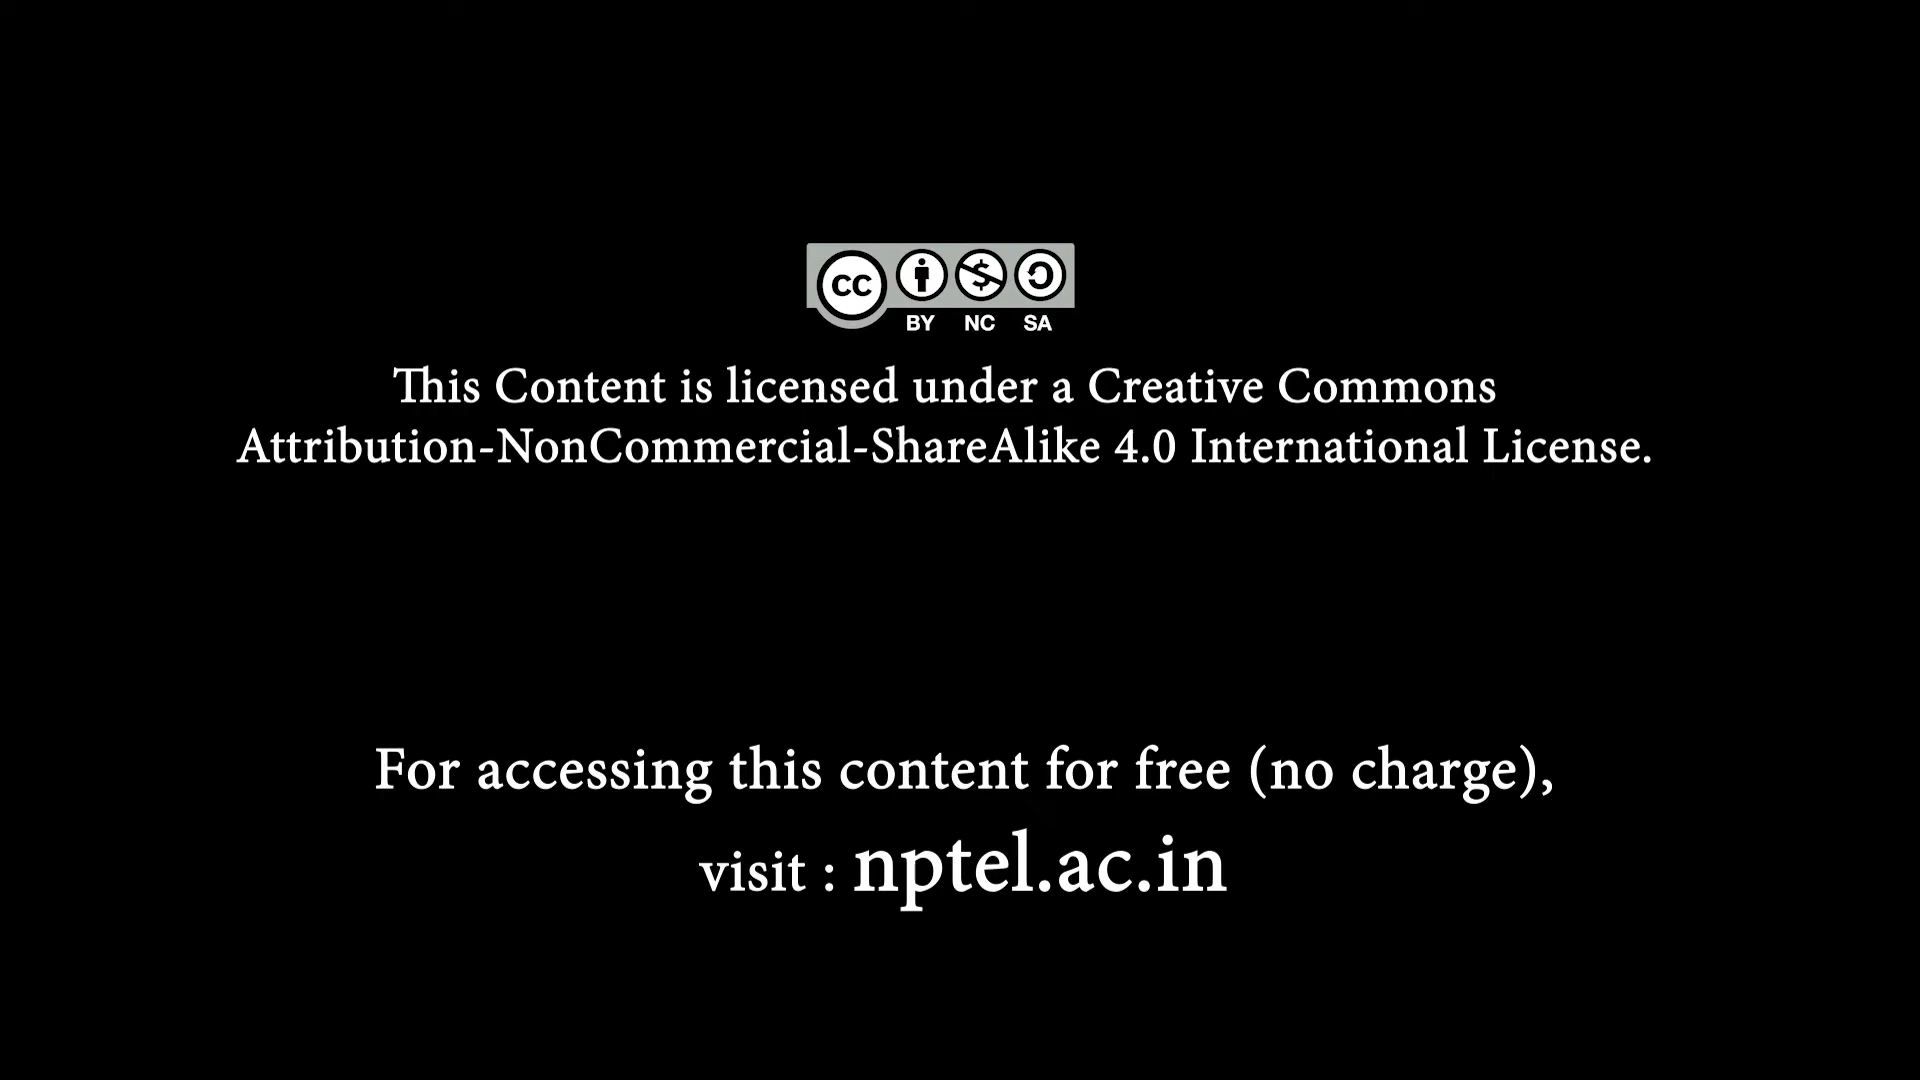 cc
BY NC SA
This Content is licensed under a Creative Commons
Attribution-NonCommercial-ShareAlike 4.0 International License.
For accessing this content for free (no charge),
visit : nptel.ac.in